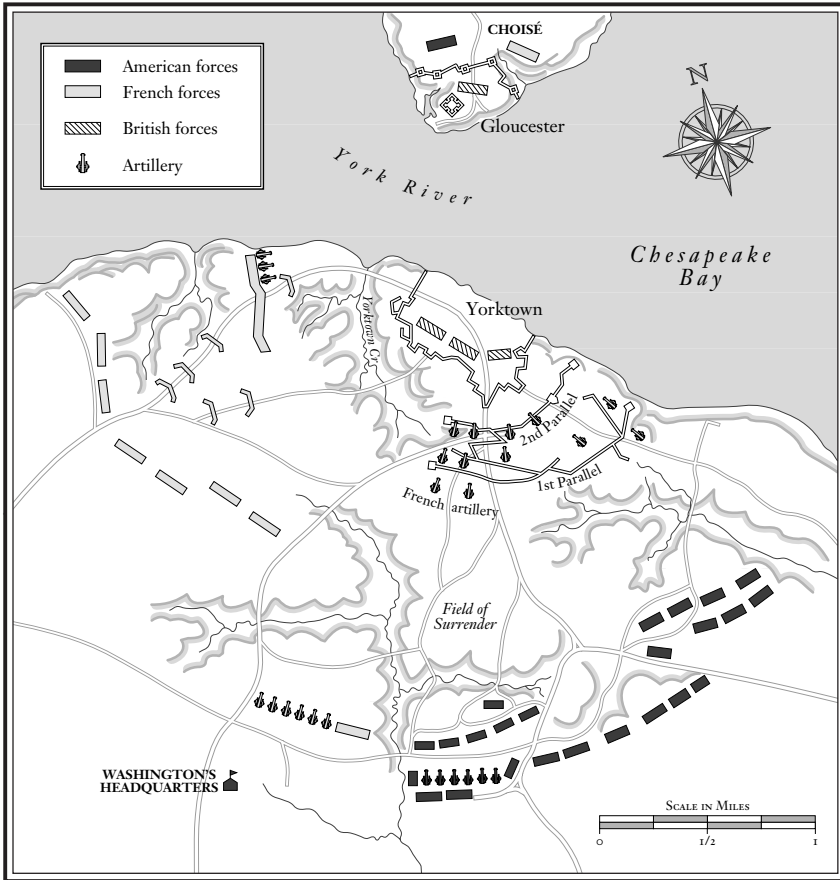 American forces
French forces
British forces
Artillery
CHOISÉ
Gloucester
N
York River
Chesapeake
Bay
Yorktown
Yorktown Cr.
2nd Parallel
1st Parallel
French artillery
Field of
Surrender
WASHINGTON'S
HEADQUARTERS
Scale in Miles
0 1/2 1